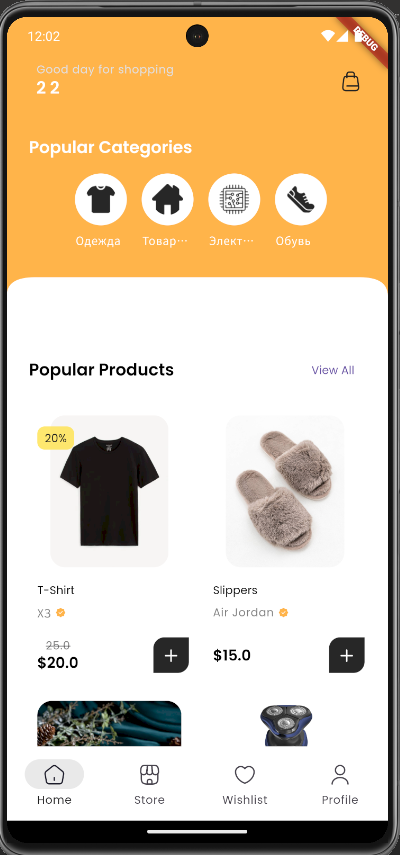 12:02
DEBUG
Good day for shopping
2 2
Popular Categories
Одежда Товар··· Элект··· Обувь
Popular Products View All
20%
T-Shirt Slippers
X3 Air Jordan
25.0
$20.0 $15.0
Home Store Wishlist Profile